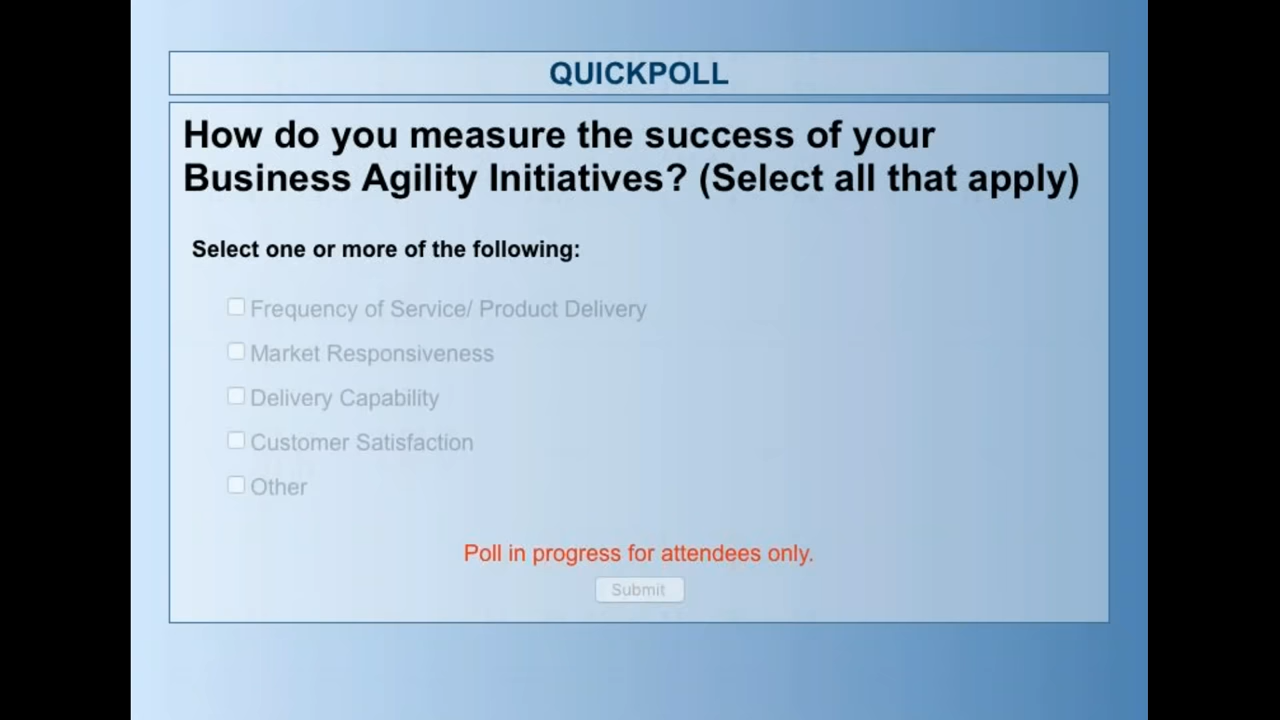 QUICKPOLL
How do you measure the success of your
Business Agility Initiatives? (Select all that apply)
Select one or more of the following:
Frequency of Service/ Product Delivery
Market Responsiveness
Delivery Capability
Customer Satisfaction
Other
Poll in progress for attendees only.
Submit